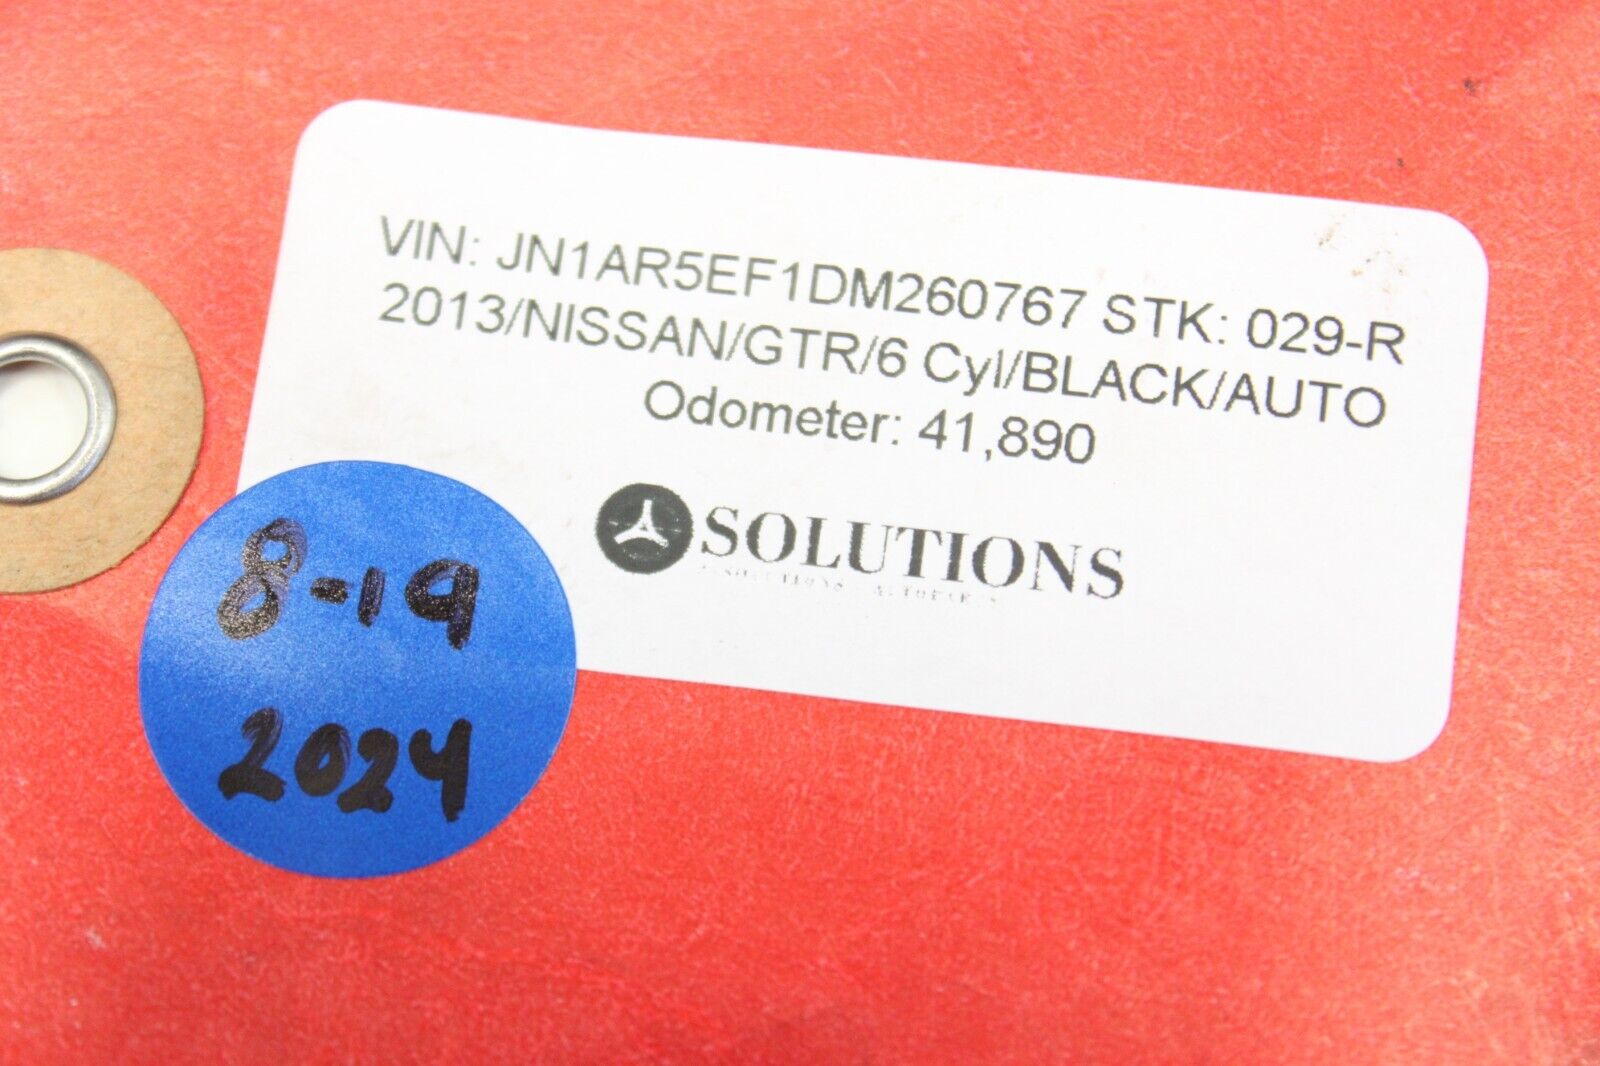 VIN: JN1AR5EF1DM260767 STK: 029-R
2013/NISSAN/GTR/6 Cyl/BLACK/AUTO
Odometer: 41,890
SOLUTIONS
8-19
2024